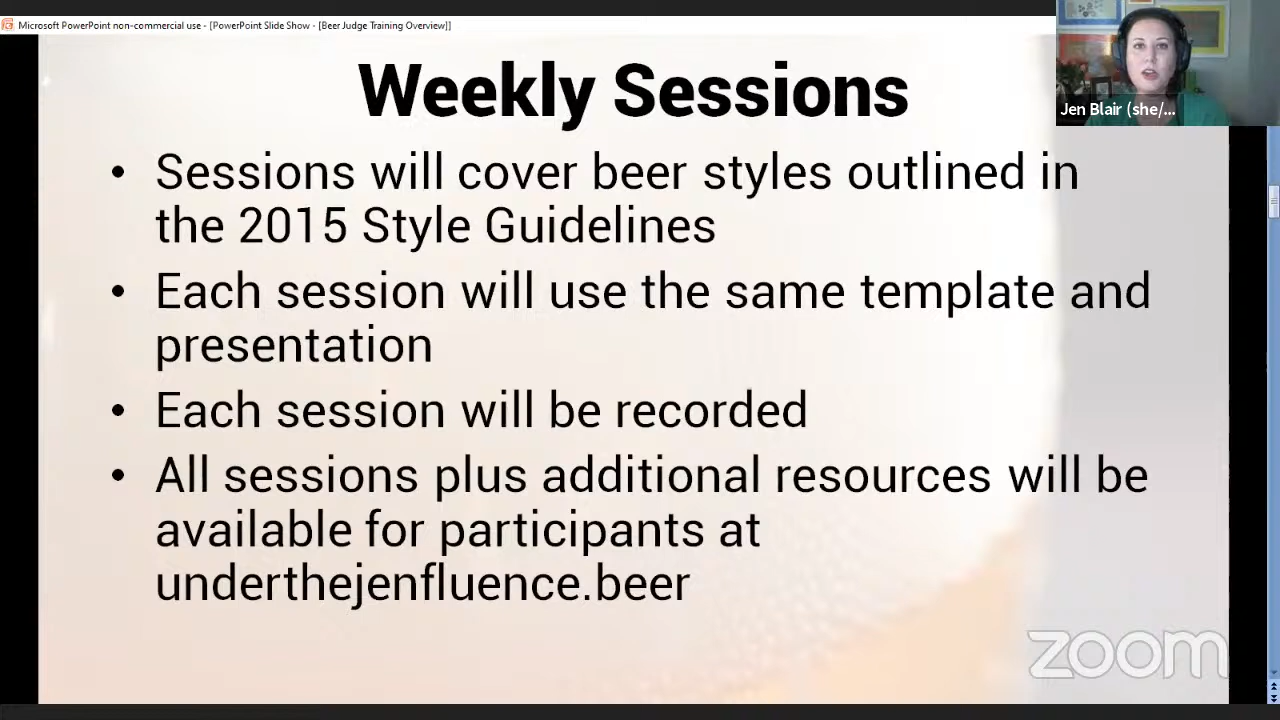 Microsoft PowerPoint non-commercial use - [PowerPoint Slide Show - [Beer Judge Training Overview]]
Jen Blair (she/...
Weekly Sessions
• Sessions will cover beer styles outlined in
the 2015 Style Guidelines
• Each session will use the same template and
presentation
• Each session will be recorded
• All sessions plus additional resources will be
available for participants at
underthejenfluence.beer
zoom